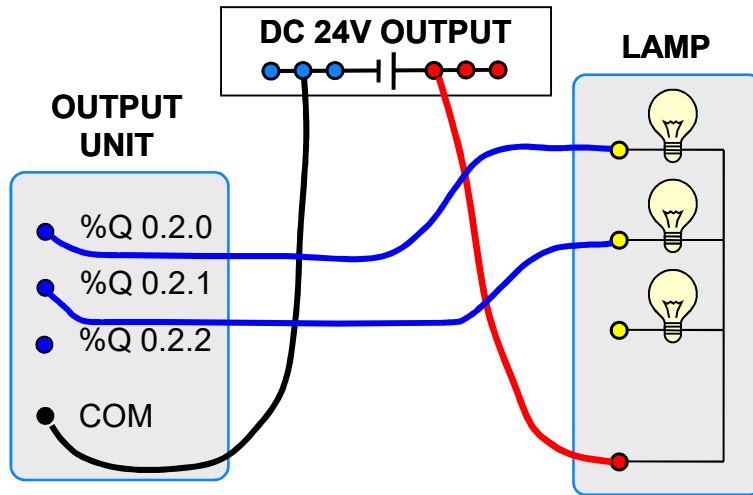 DC 24V OUTPUT
LAMP
OUTPUT
UNIT
%Q 0.2.0
%Q 0.2.1
%Q 0.2.2
COM